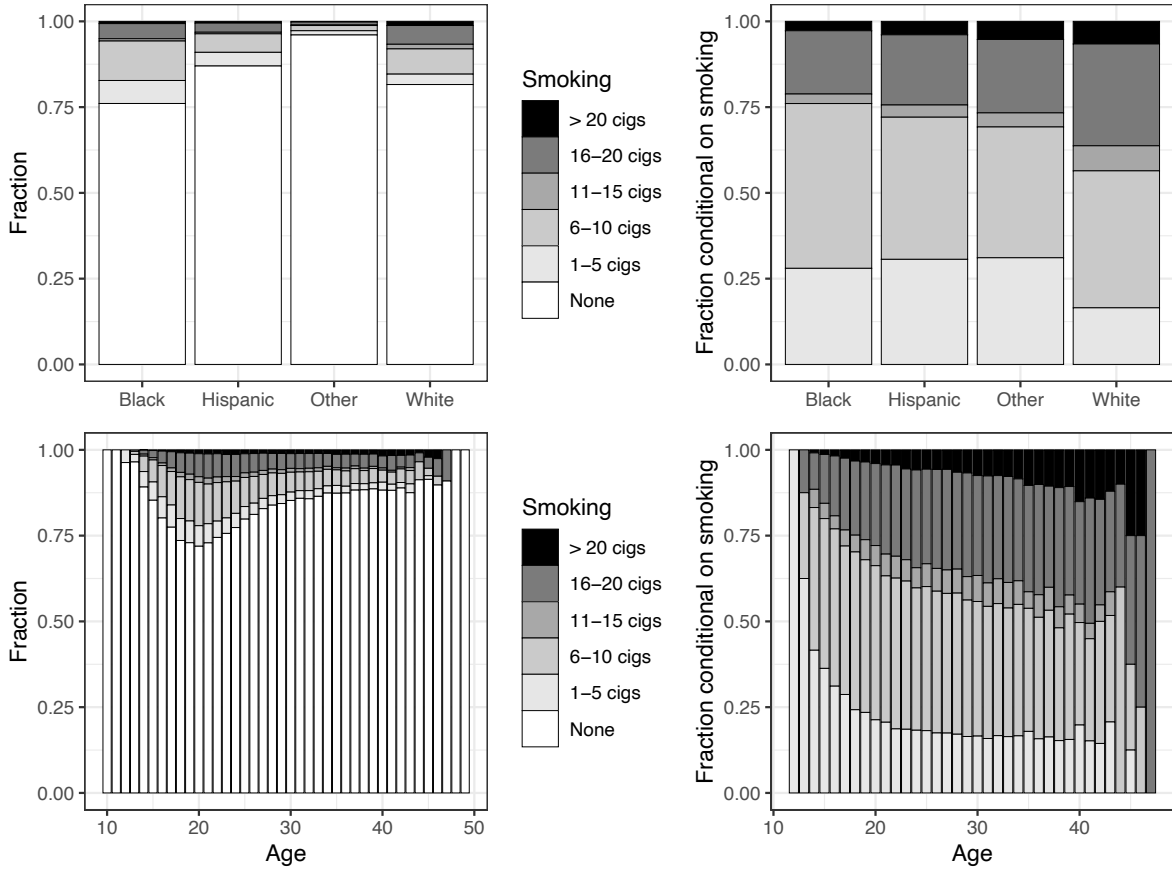 1.00
0.75
0.50
0.25
0.00
Fraction
Black Hispanic Other White
Smoking
> 20 cigs
16–20 cigs
11–15 cigs
6–10 cigs
1–5 cigs
None
1.00
0.75
0.50
0.25
0.00
Fraction conditional on smoking
Black Hispanic Other White
1.00
0.75
0.50
0.25
0.00
Fraction
10 20 30 40 50
Age
Smoking
> 20 cigs
16–20 cigs
11–15 cigs
6–10 cigs
1–5 cigs
None
1.00
0.75
0.50
0.25
0.00
Fraction conditional on smoking
10 20 30 40
Age